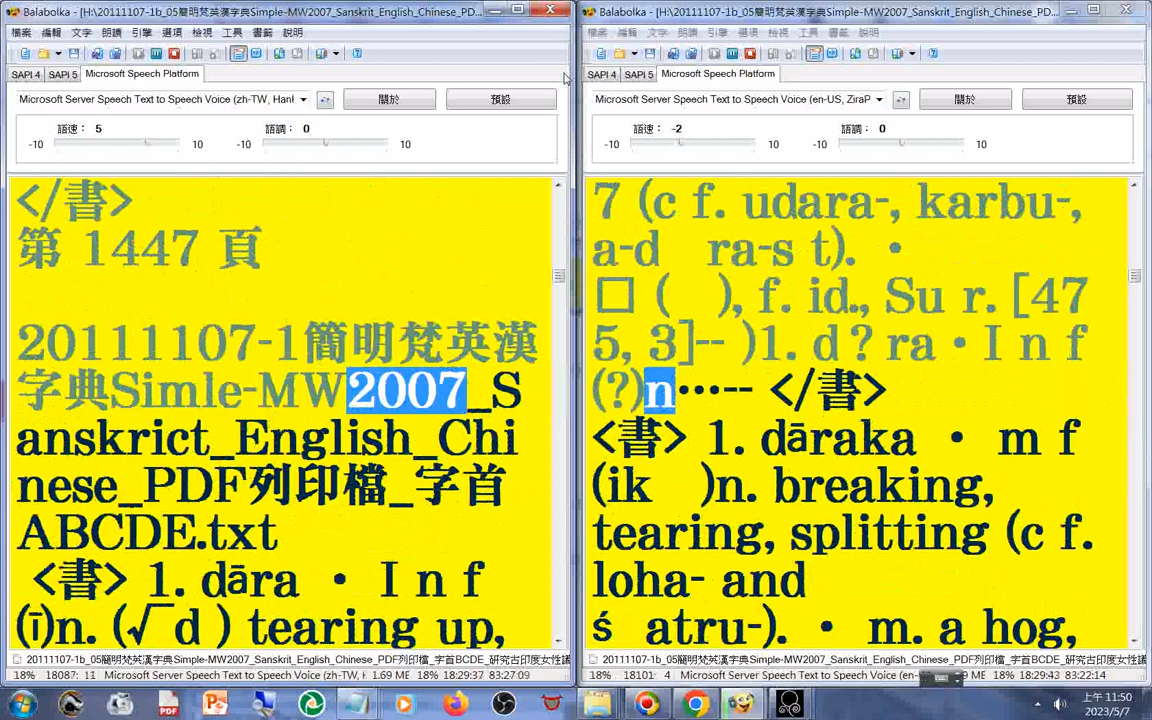 Balabolka - [H:\20111107-1b_05簡明梵英漢字典Simple-MW2007_Sanskrit_English_Chinese_PD...
檔案 編輯 文字 朗讀 引擎 選項 檢視 工具 書籤 說明
SAPI 4 SAPI 5 Microsoft Speech Platform
Microsoft Server Speech Text to Speech Voice (zh-TW, Hanl
關於 預設
語速： 5 語調： 0
-10 10 -10 10
</書>
第 1447 頁
20111107-1簡明梵英漢
字典Simle-MW2007_S
anskrict_English_Chi
nese_PDF列印檔_字首
ABCDE.txt
<書> 1. dāra • I n f
(ī)n. (√ d ) tearing up,
20111107-1b_05簡明梵英漢字典Simple-MW2007_Sanskrit_English_Chinese_PDF列印檔_字首BCDE_研究古印度女性議
18% 18087: 11 Microsoft Server Speech Text to Speech Voice (zh-TW, H 1.69 ME 18% 18:29:37 83:27:09
Balabolka - [H:\20111107-1b_05簡明梵英漢字典Simple-MW2007_Sanskrit_English_Chinese_PD...
檔案 編輯 文字 朗讀 引擎 選項 檢視 工具 書籤 說明
SAPI 4 SAPI 5 Microsoft Speech Platform
Microsoft Server Speech Text to Speech Voice (en-US, ZiraP
關於 預設
語速： -2 語調： 0
-10 10 -10 10
7 (c f. udara-, karbu-,
a-d ra-s t). •
□ ( ), f. id., Su r. [47
5, 3]-- )1. d？ra • I n f
(?)n•••-- </書>
<書> 1. dāraka • m f
(ik )n. breaking,
tearing, splitting (c f.
loha- and
ś atru-). • m. a hog,
20111107-1b_05簡明梵英漢字典Simple-MW2007_Sanskrit_English_Chinese_PDF列印檔_字首BCDE_研究古印度女性議
18% 18101: 4 Microsoft Server Speech Text to Speech Voice (en-us 18% 18:29:43 83:22:14
上午 11:50
2023/5/7